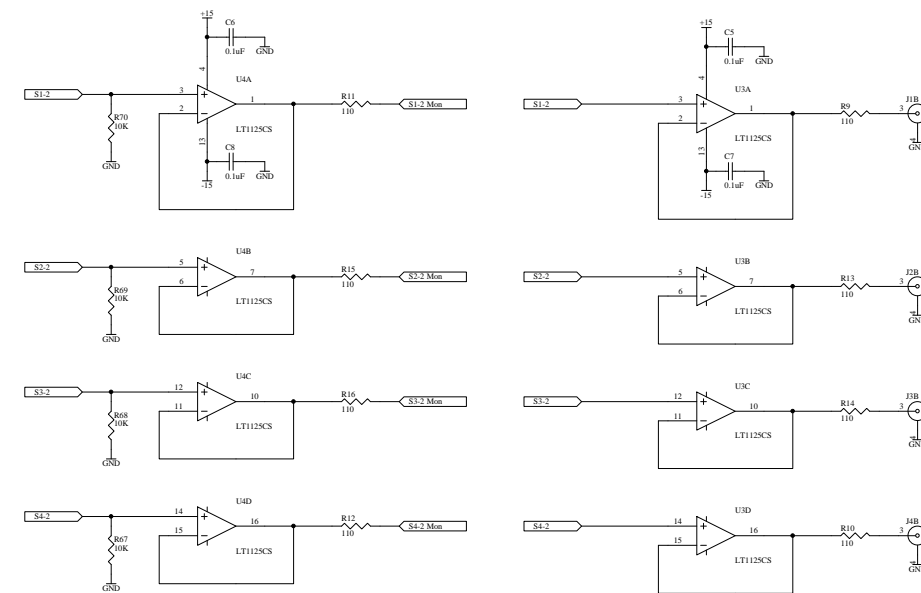 +15
C6
0.1uF
GND
U4A
4
S1-2
3
2
1
R11
110
S1-2 Mon
R70
10K
GND
LT1125CS
13
C8
0.1uF
GND
-15
+15
C5
0.1uF
GND
U3A
4
S1-2
3
2
1
R9
110
3
J1B
LT1125CS
13
C7
0.1uF
GND
-15
S2-2
5
6
U4B
7
R15
110
S2-2 Mon
R69
10K
GND
LT1125CS
S2-2
5
6
U3B
7
R13
110
3
J2B
LT1125CS
S3-2
12
11
U4C
10
R16
110
S3-2 Mon
R68
10K
GND
LT1125CS
S3-2
12
11
U3C
10
R14
110
3
J3B
LT1125CS
S4-2
14
15
U4D
16
R12
110
S4-2 Mon
R67
10K
GND
LT1125CS
S4-2
14
15
U3D
16
R10
110
3
J4B
LT1125CS